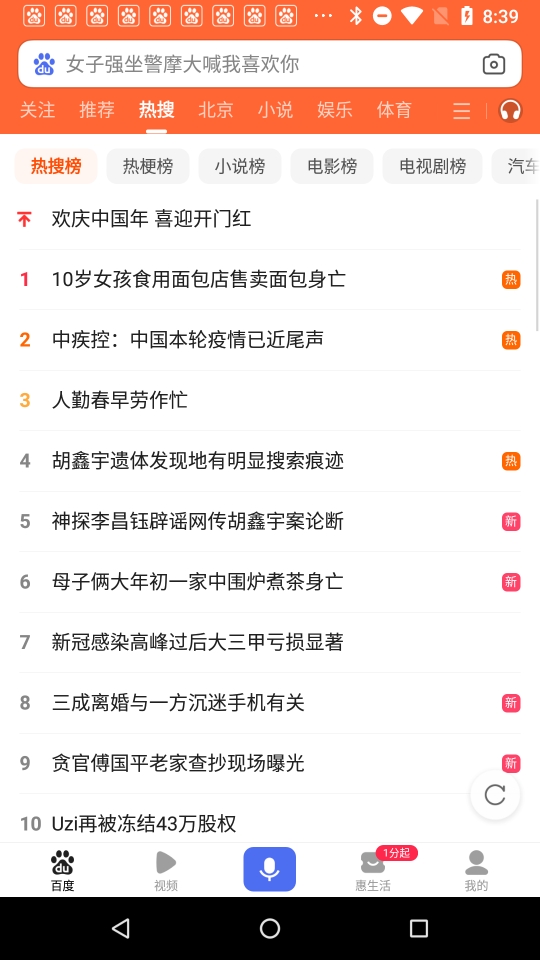 8:39
女子强坐警摩大喊我喜欢你
关注 推荐 热搜 北京 小说 娱乐 体育
热搜榜 热梗榜 小说榜 电影榜 电视剧榜 汽车
欢庆中国年 喜迎开门红
1 10岁女孩食用面包店售卖面包身亡 热
2 中疾控：中国本轮疫情已近尾声 热
3 人勤春早劳作忙
4 胡鑫宇遗体发现地有明显搜索痕迹 热
5 神探李昌钰辟谣网传胡鑫宇案论断 新
6 母子俩大年初一家中围炉煮茶身亡 新
7 新冠感染高峰过后大三甲亏损显著
8 三成离婚与一方沉迷手机有关 新
9 贪官傅国平老家查抄现场曝光 新
10 Uzi再被冻结43万股权
1分起
百度 视频 惠生活 我的